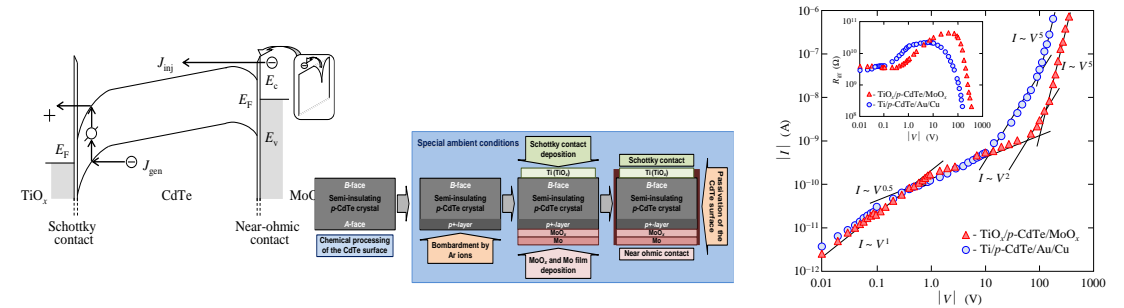 J_inj
E_c
E_F
E_v
+
E_F
J_gen
TiO_x
CdTe
Schottky
contact
Near-ohmic
contact
Special ambient conditions
Schottky contact
deposition
Schottky contact
Ti (TiO_x)
Ti (TiO_x)
B-face
B-face
B-face
B-face
Semi-insulating
p-CdTe crystal
Semi-insulating
p-CdTe crystal
Semi-insulating
p-CdTe crystal
Semi-insulating
p-CdTe crystal
A-face
p+-layer
p+-layer
p+-layer
MoO_x
Mo
MoO_x
Mo
Chemical processing
of the CdTe surface
Bombardment by
Ar ions
MoO_x and Mo film
deposition
Near ohmic contact
Passivation of the
CdTe surface
10^-6
10^-7
10^-8
10^-9
10^-10
10^-11
10^-12
|I| (A)
0.01
0.1
1.0
10
100
1000
|V| (V)
I ~ V^5
I ~ V^5
I ~ V^2
I ~ V^0.5
I ~ V^1
- TiO_x/p-CdTe/MoO_x
- Ti/p-CdTe/Au/Cu
10^11
10^10
10^9
10^8
(Ω)
0.01
0.1
1.0
10
100
1000
|V| (V)
- TiO_x/p-CdTe/MoO_x
- Ti/p-CdTe/Au/Cu